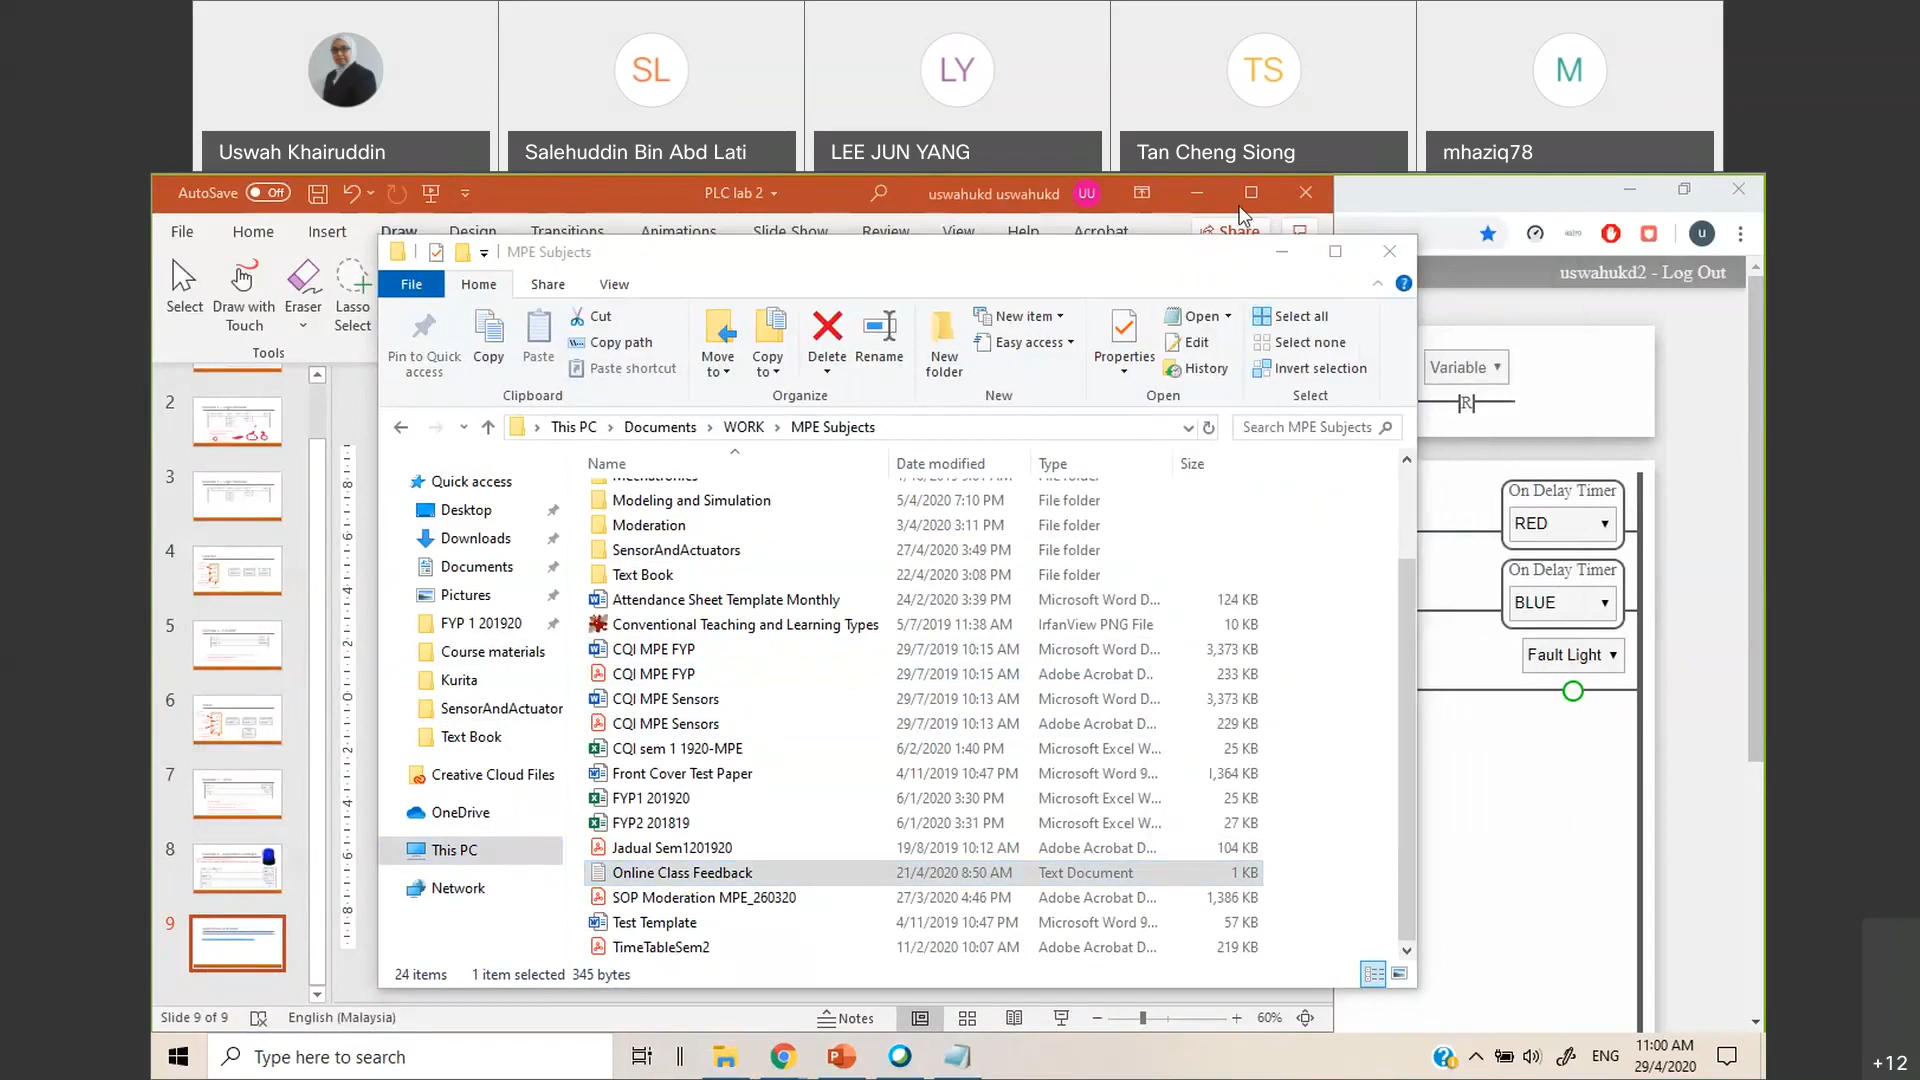 SL
LY
TS
M
Uswah Khairuddin
Salehuddin Bin Abd Lati
LEE JUN YANG
Tan Cheng Siong
mhaziq78
AutoSave Off
PLC lab 2
uswahukd uswahukd UU
File Home Insert Draw Design Transitions Animations Slide Show Review View Help Acrobat Share
u
MPE Subjects
uswahukd2 - Log Out
File Home Share View
Select
Draw with Touch
Eraser
Lasso Select
Tools
Pin to Quick access
Copy
Paste
Cut
Copy path
Paste shortcut
Clipboard
Move to
Copy to
Delete
Rename
Organize
New folder
New item
Easy access
New
Properties
Open
Edit
History
Open
Select all
Select none
Invert selection
Select
Variable
R
This PC Documents WORK MPE Subjects
Search MPE Subjects
Name Date modified Type Size
Quick access
Desktop
Downloads
Documents
Pictures
FYP 1 201920
Course materials
Kurita
SensorAndActuator
Text Book
Creative Cloud Files
OneDrive
This PC
Network
Modeling and Simulation 5/4/2020 7:10 PM File folder
Moderation 3/4/2020 3:11 PM File folder
SensorAndActuators 27/4/2020 3:49 PM File folder
Text Book 22/4/2020 3:08 PM File folder
Attendance Sheet Template Monthly 24/2/2020 3:39 PM Microsoft Word D... 124 KB
Conventional Teaching and Learning Types 5/7/2019 11:38 AM IrfanView PNG File 10 KB
CQI MPE FYP 29/7/2019 10:15 AM Microsoft Word D... 3,373 KB
CQI MPE FYP 29/7/2019 10:15 AM Adobe Acrobat D.. 233 KB
CQI MPE Sensors 29/7/2019 10:13 AM Microsoft Word D... 3,373 KB
CQI MPE Sensors 29/7/2019 10:13 AM Adobe Acrobat D... 229 KB
CQI sem 1 1920-MPE 6/2/2020 1:40 PM Microsoft Excel W... 25 KB
Front Cover Test Paper 4/11/2019 10:47 PM Microsoft Word 9... 1,364 KB
FYP1 201920 6/1/2020 3:30 PM Microsoft Excel W... 25 KB
FYP2 201819 6/1/2020 3:31 PM Microsoft Excel W... 27 KB
Jadual Sem1201920 19/8/2019 10:12 AM Adobe Acrobat D... 104 KB
Online Class Feedback 21/4/2020 8:50 AM Text Document 1 KB
SOP Moderation MPE_260320 27/3/2020 4:46 PM Adobe Acrobat D... 1,386 KB
Test Template 4/11/2019 10:47 PM Microsoft Word 9... 57 KB
TimeTableSem2 11/2/2020 10:07 AM Adobe Acrobat D... 219 KB
24 items 1 item selected 345 bytes
On Delay Timer
RED
On Delay Timer
BLUE
Fault Light
2
3
4
5
6
7
8
9
Slide 9 of 9 English (Malaysia) Notes 60%
Type here to search
ENG
11:00 AM
29/4/2020
+12